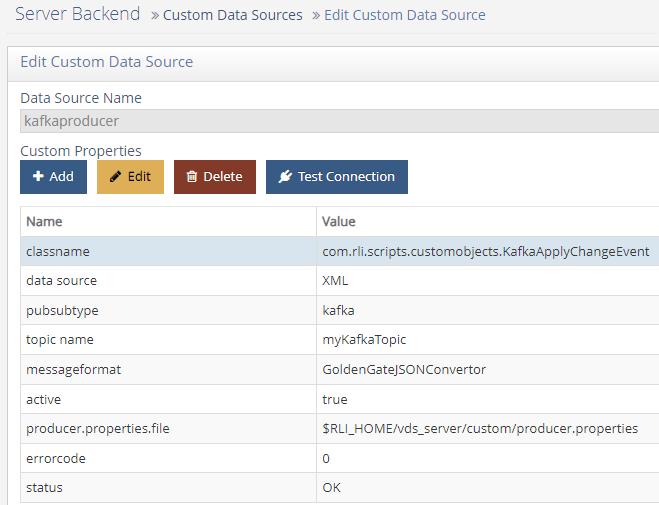 Server Backend » Custom Data Sources » Edit Custom Data Source
Edit Custom Data Source
Data Source Name
kafkaproducer
Custom Properties
Add Edit Delete Test Connection
Name Value
classname com.rli.scripts.customobjects.KafkaApplyChangeEvent
data source XML
pubsubtype kafka
topic name myKafkaTopic
messageformat GoldenGateJSONConvertor
active true
producer.properties.file $RLI_HOME/vds_server/custom/producer.properties
errorcode 0
status OK